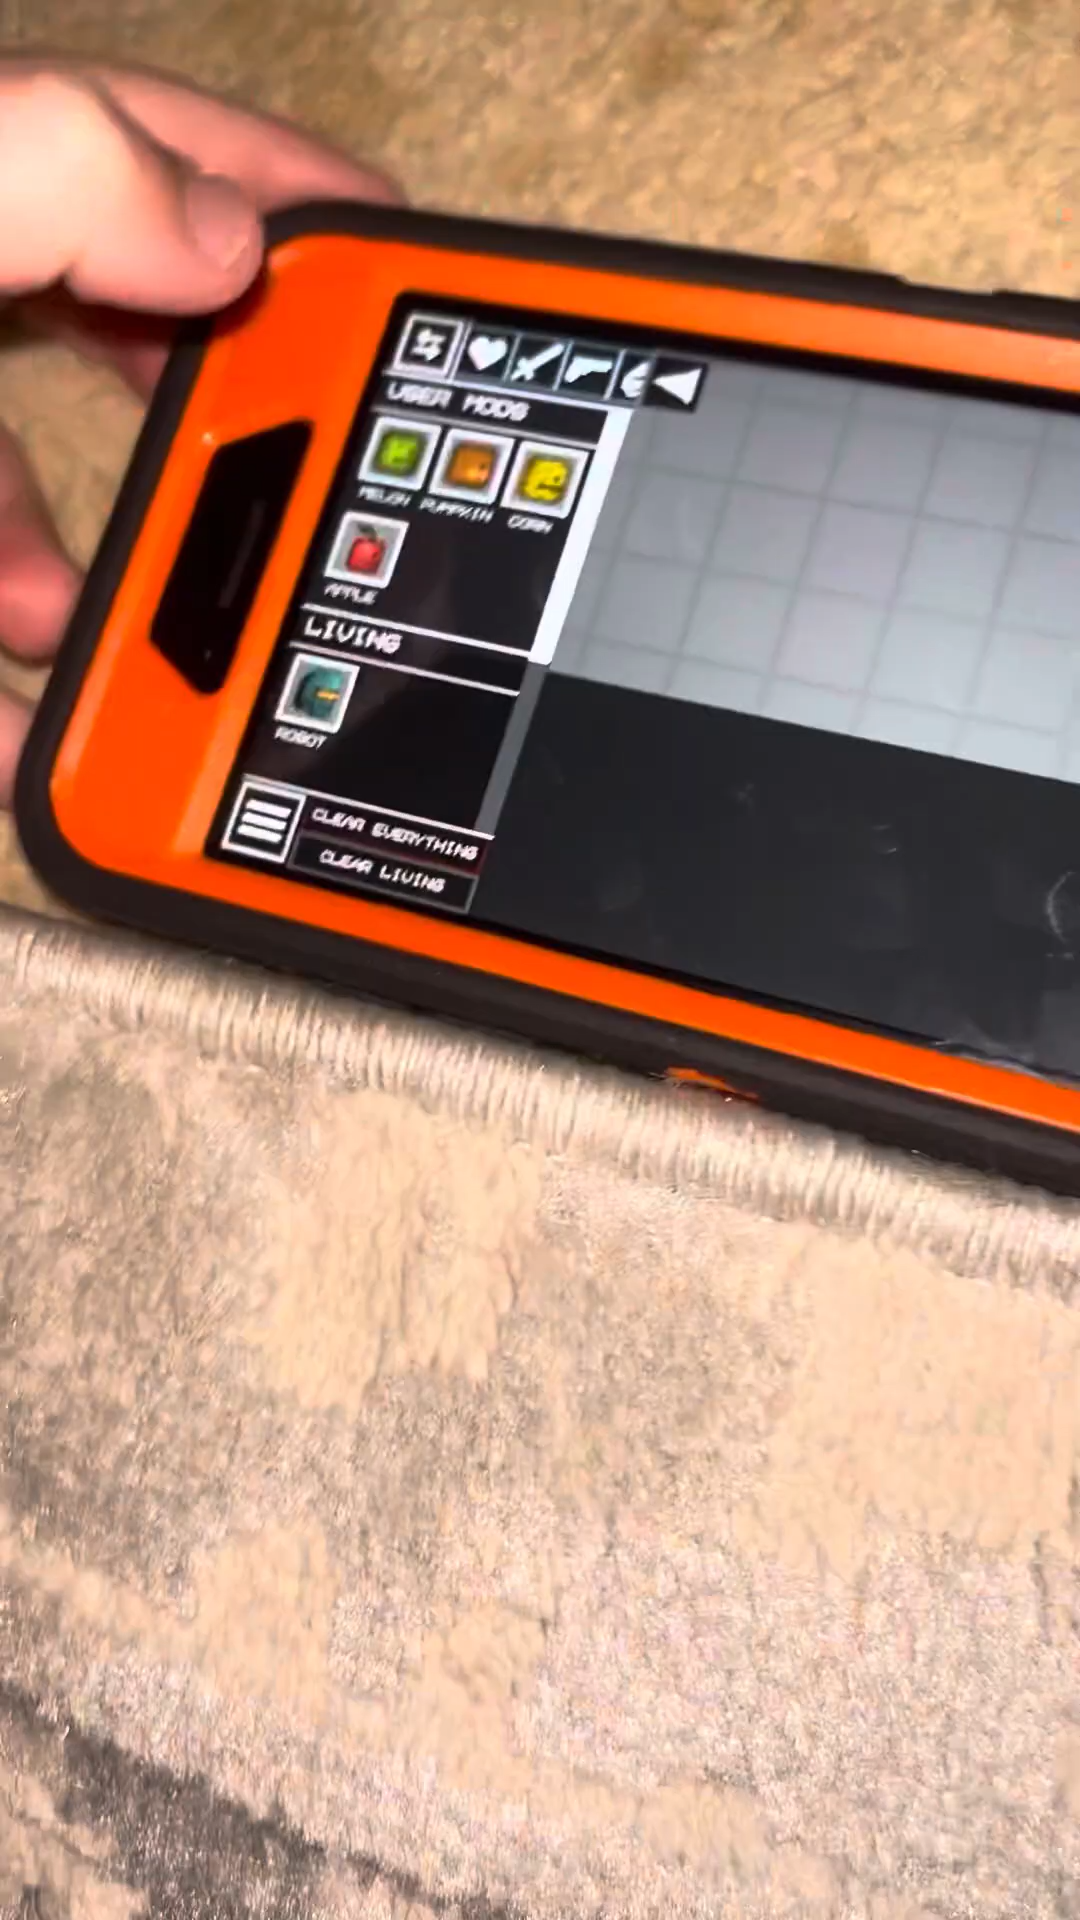 USER MODS
MELON PUMPKIN CORN
APPLE
LIVING
ROBOT
CLEAR EVERYTHING
CLEAR LIVING